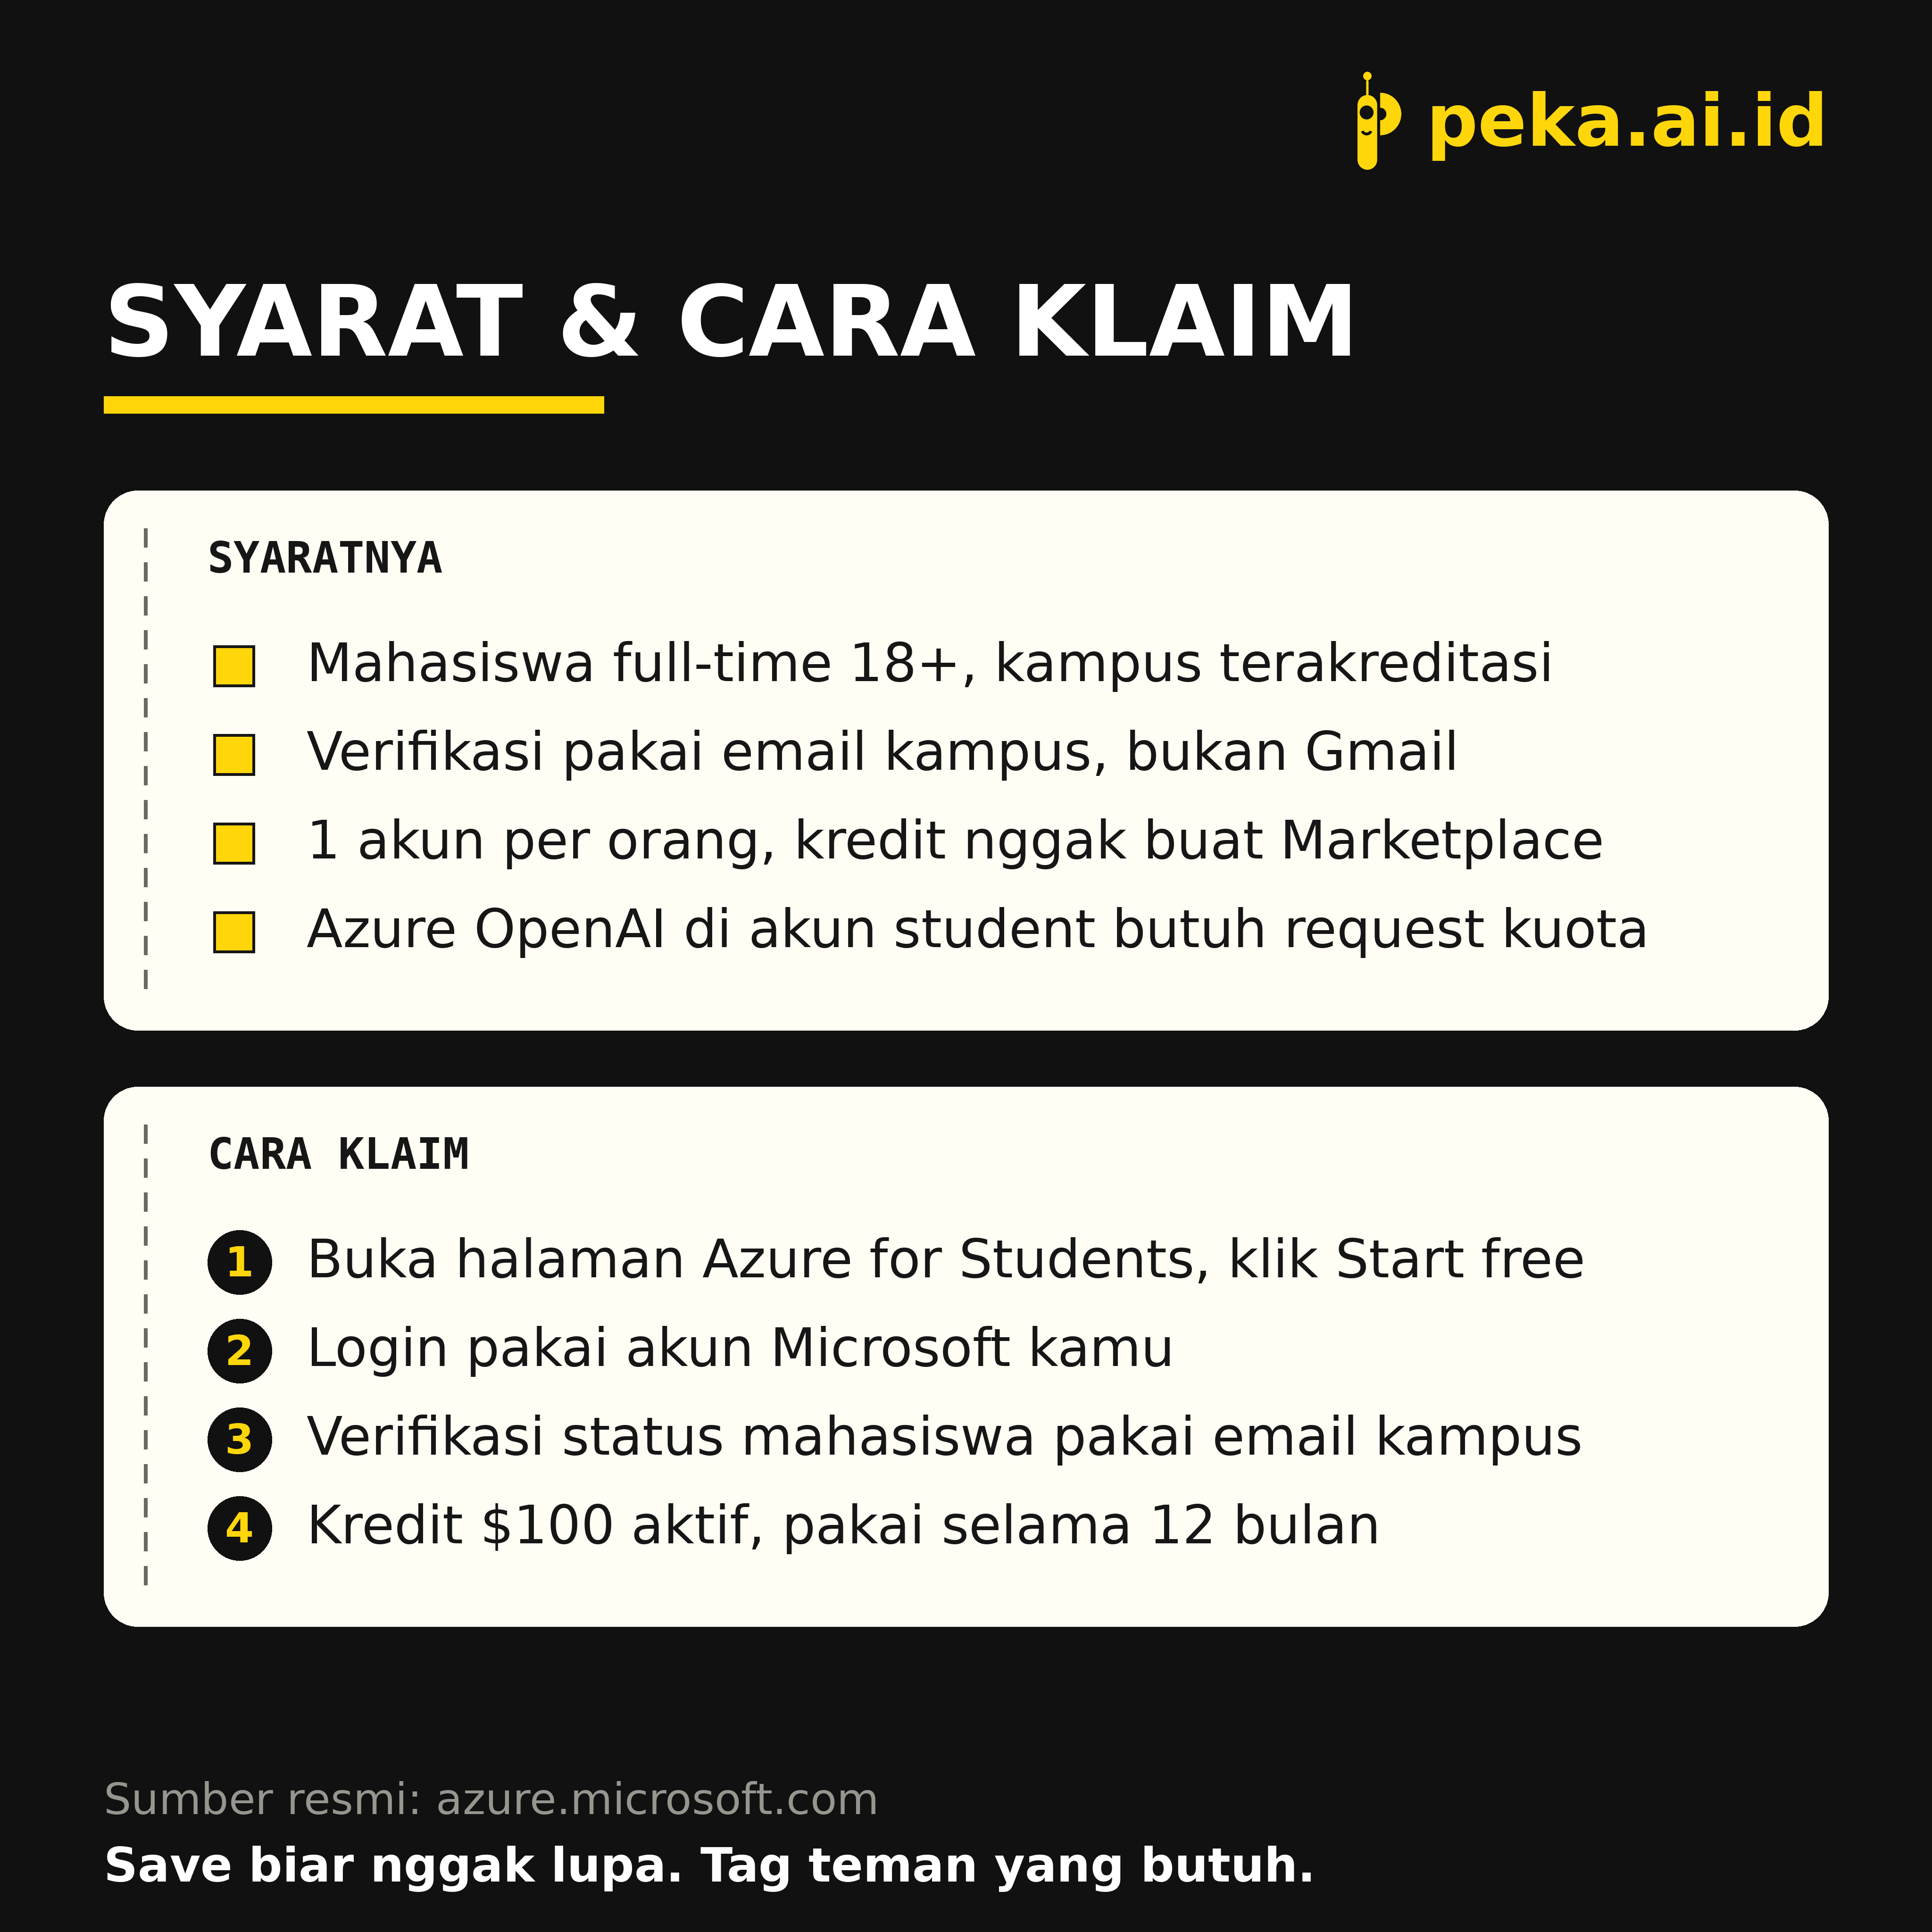 peka.ai.id
SYARAT & CARA KLAIM
SYARATNYA
Mahasiswa full-time 18+, kampus terakreditasi
Verifikasi pakai email kampus, bukan Gmail
1 akun per orang, kredit nggak buat Marketplace
Azure OpenAI di akun student butuh request kuota
CARA KLAIM
1 Buka halaman Azure for Students, klik Start free
2 Login pakai akun Microsoft kamu
3 Verifikasi status mahasiswa pakai email kampus
4 Kredit $100 aktif, pakai selama 12 bulan
Sumber resmi: azure.microsoft.com
Save biar nggak lupa. Tag teman yang butuh.